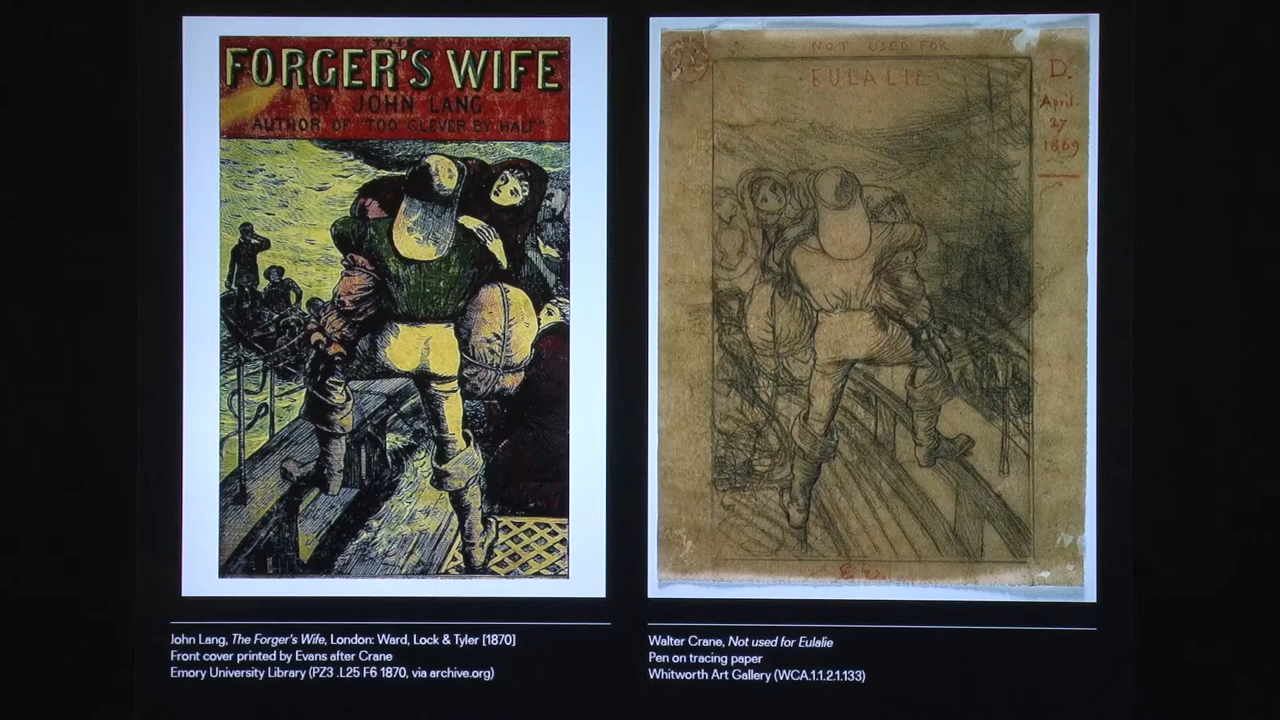 FORGER'S WIFE
BY JOHN LANG
AUTHOR OF "TOO CLEVER BY HALF"
NOT USED FOR
EULALIE
D.
April.
27
1869
John Lang, The Forger's Wife, London: Ward, Lock & Tyler [1870]
Front cover printed by Evans after Crane
Emory University Library (PZ3 .L25 F6 1870, via archive.org)
Walter Crane, Not used for Eulalie
Pen on tracing paper
Whitworth Art Gallery (WCA.1.1.2.1.133)